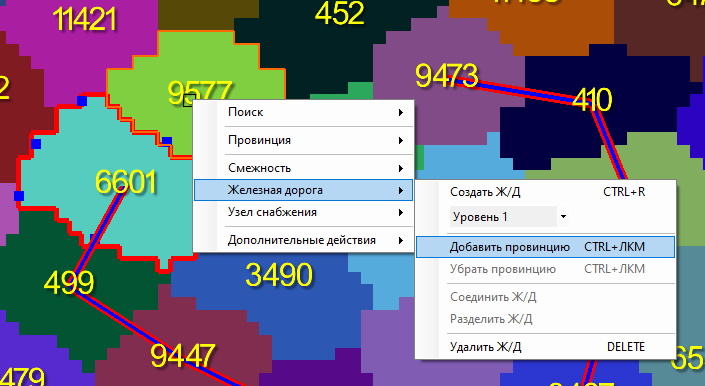 11421
452
9473
9577
410
6601
499
3490
9447
479
Поиск
Провинция
Смежность
Железная дорога
Узел снабжения
Дополнительные действия
Создать Ж/Д CTRL+R
Уровень 1
Добавить провинцию CTRL+ЛКМ
Убрать провинцию CTRL+ЛКМ
Соединить Ж/Д
Разделить Ж/Д
Удалить Ж/Д DELETE